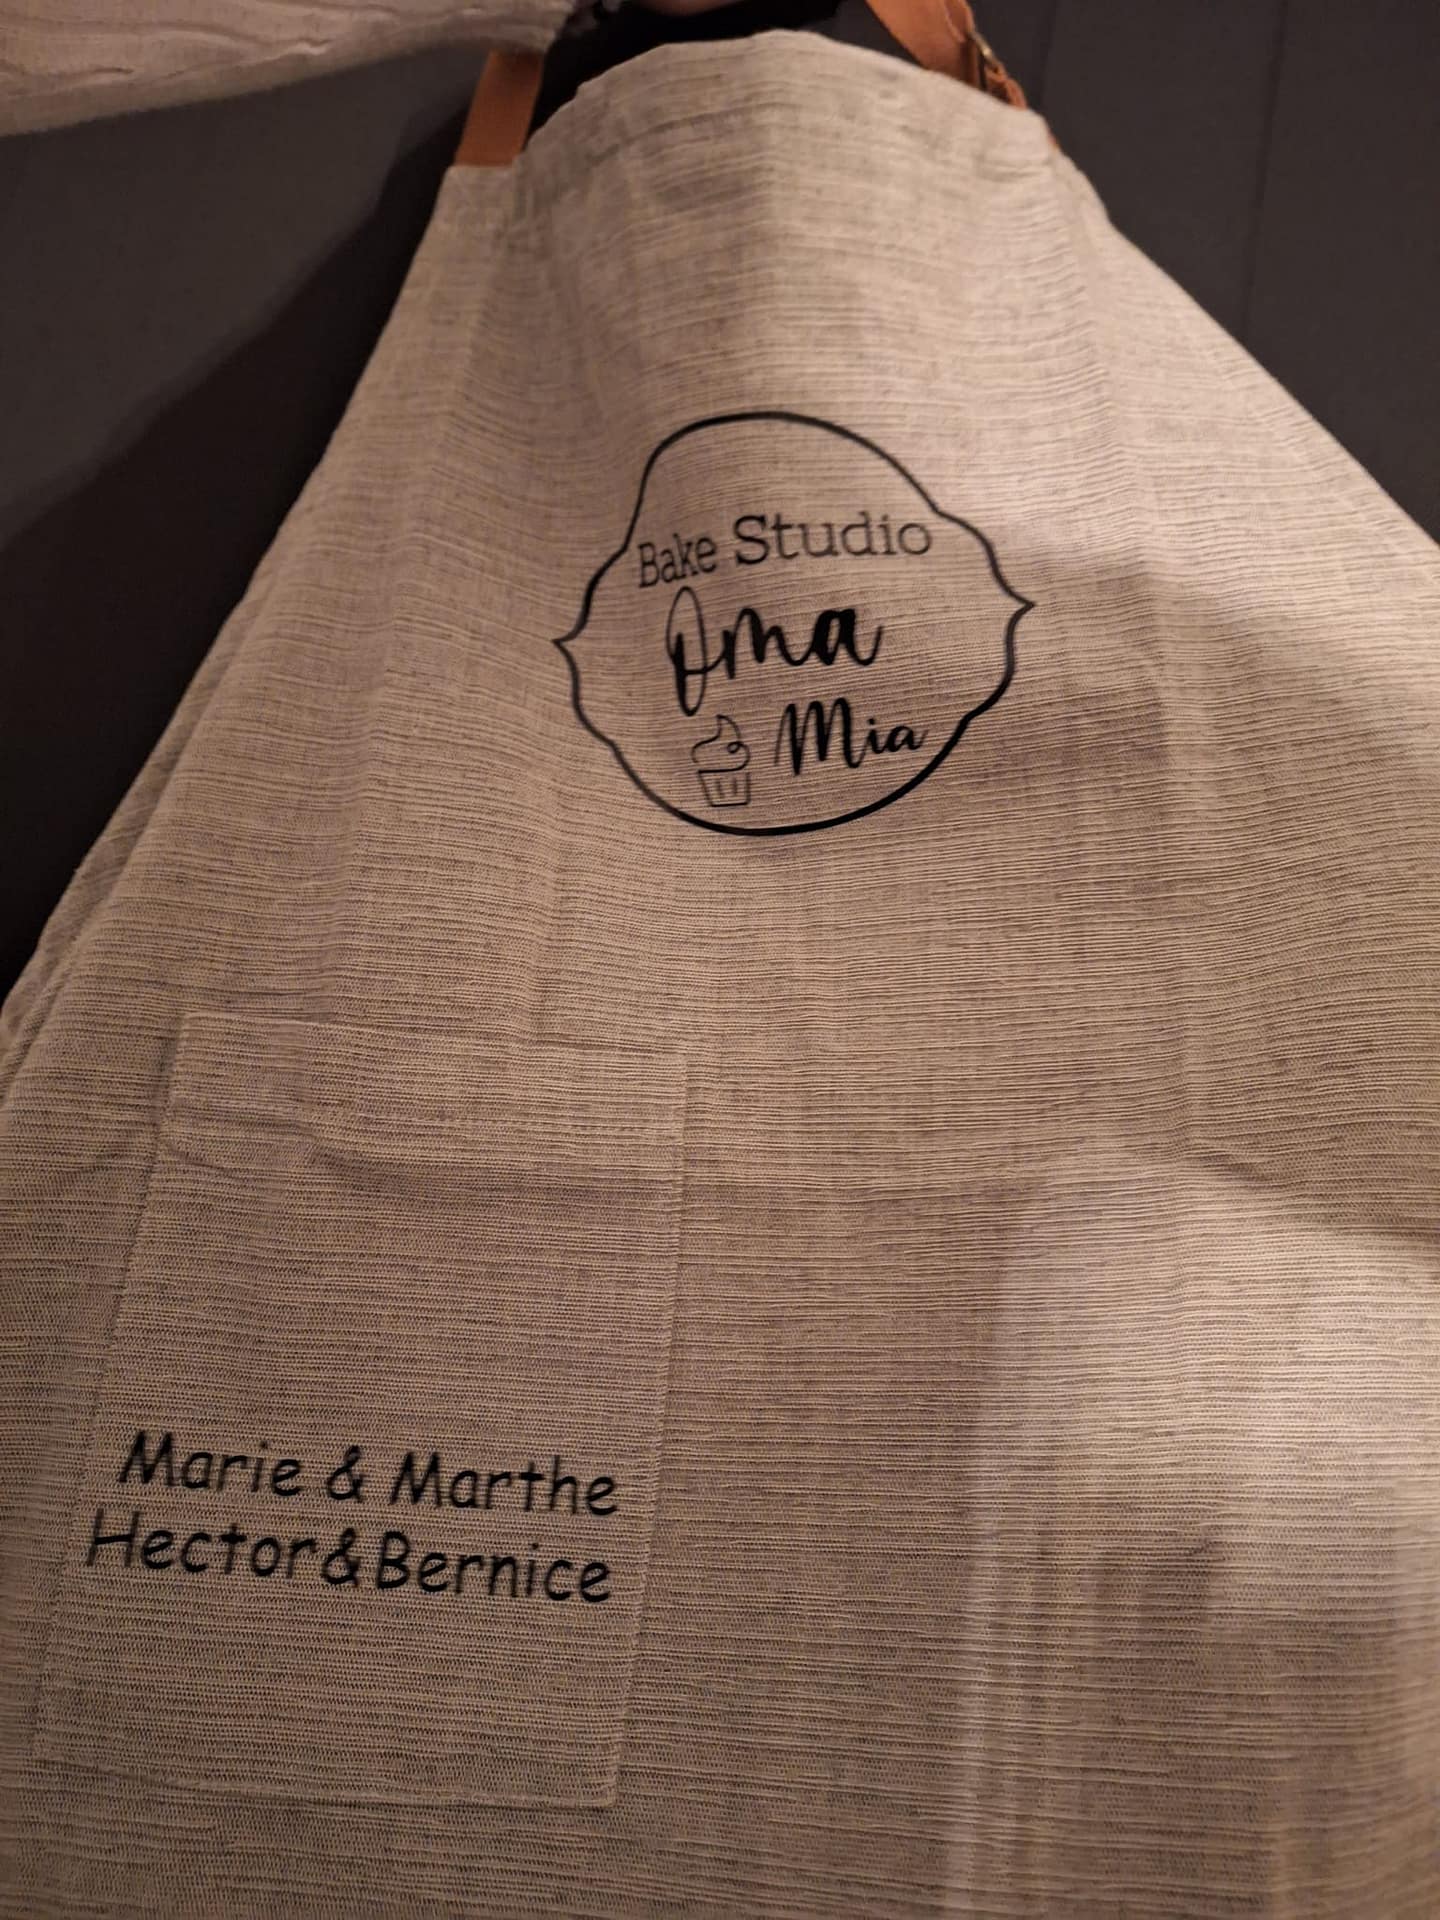 Bake Studio
Oma
Mia
Marie & Marthe
Hector & Bernice